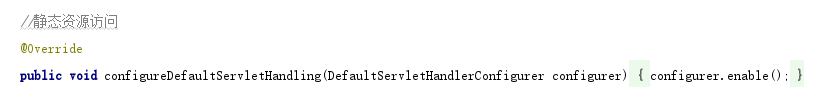 //静态资源访问
@Override
public void configureDefaultServletHandling(DefaultServletHandlerConfigurer configurer) { configurer.enable(); }